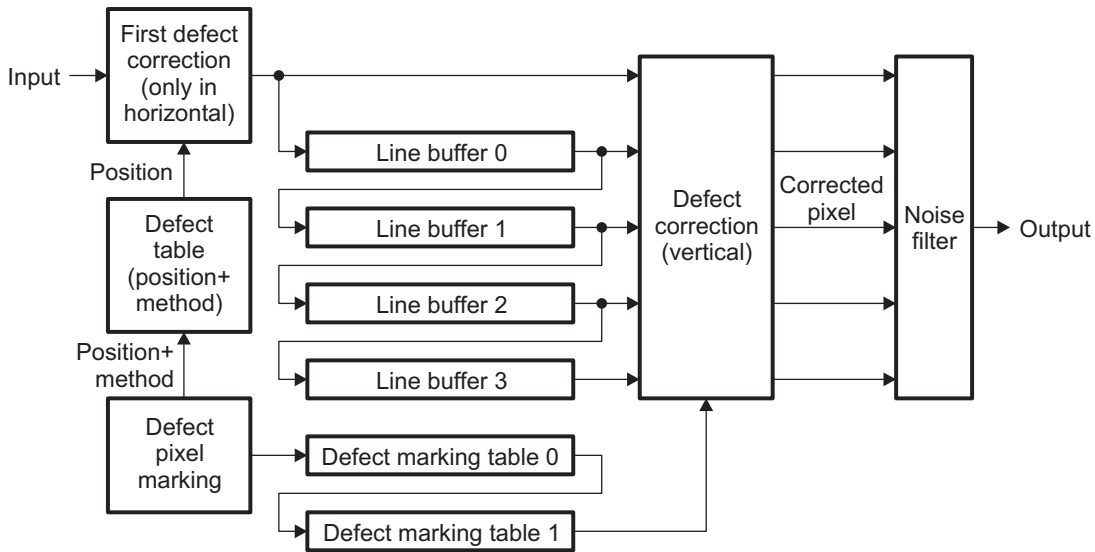 First defect
correction
(only in
horizontal)
Input
Line buffer 0
Position
Defect
table
(position+
method)
Line buffer 1
Defect
correction
(vertical)
Corrected
pixel
Noise
filter
Output
Line buffer 2
Position+
method
Line buffer 3
Defect
pixel
marking
Defect marking table 0
Defect marking table 1